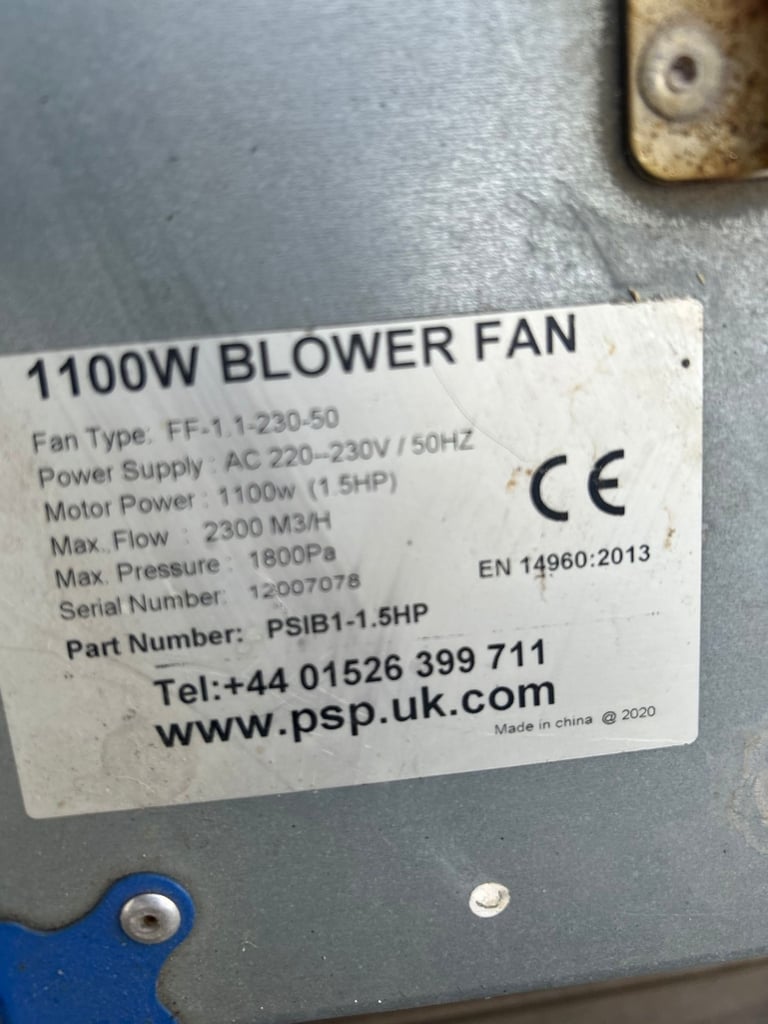 1100W BLOWER FAN
Fan Type: FF-1.1-230-50
Power Supply : AC 220--230V / 50HZ
Motor Power : 1100w (1.5HP)
Max. Flow : 2300 M3/H
Max. Pressure : 1800Pa
Serial Number: 12007078
Part Number: PSIB1-1.5HP
CE
EN 14960:2013
Tel:+44 01526 399 711
www.psp.uk.com
Made in china @ 2020